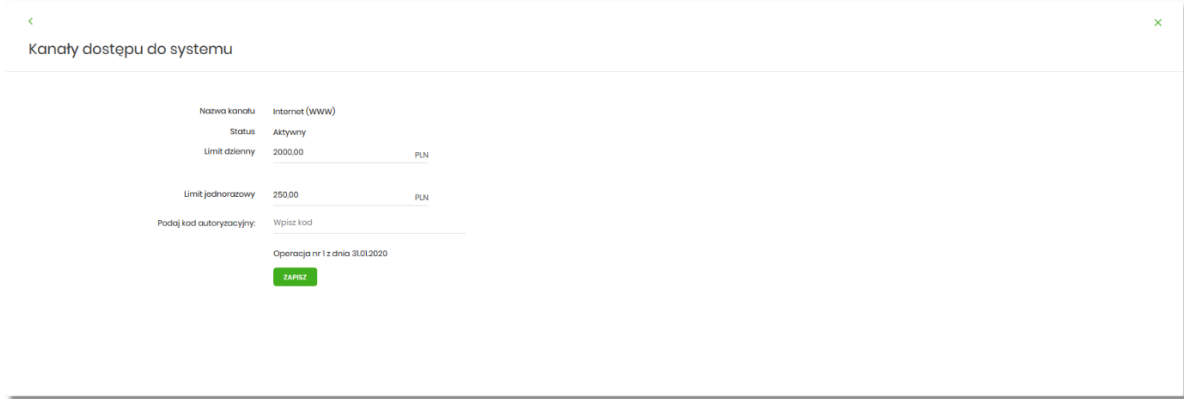 Kanały dostępu do systemu
Nazwa kanału Internet (WWW)
Status Aktywny
Limit dzienny 2000,00 PLN
Limit jednorazowy 250,00 PLN
Podaj kod autoryzacyjny: Wpisz kod
Operacja nr 1 z dnia 31.01.2020
ZAPISZ